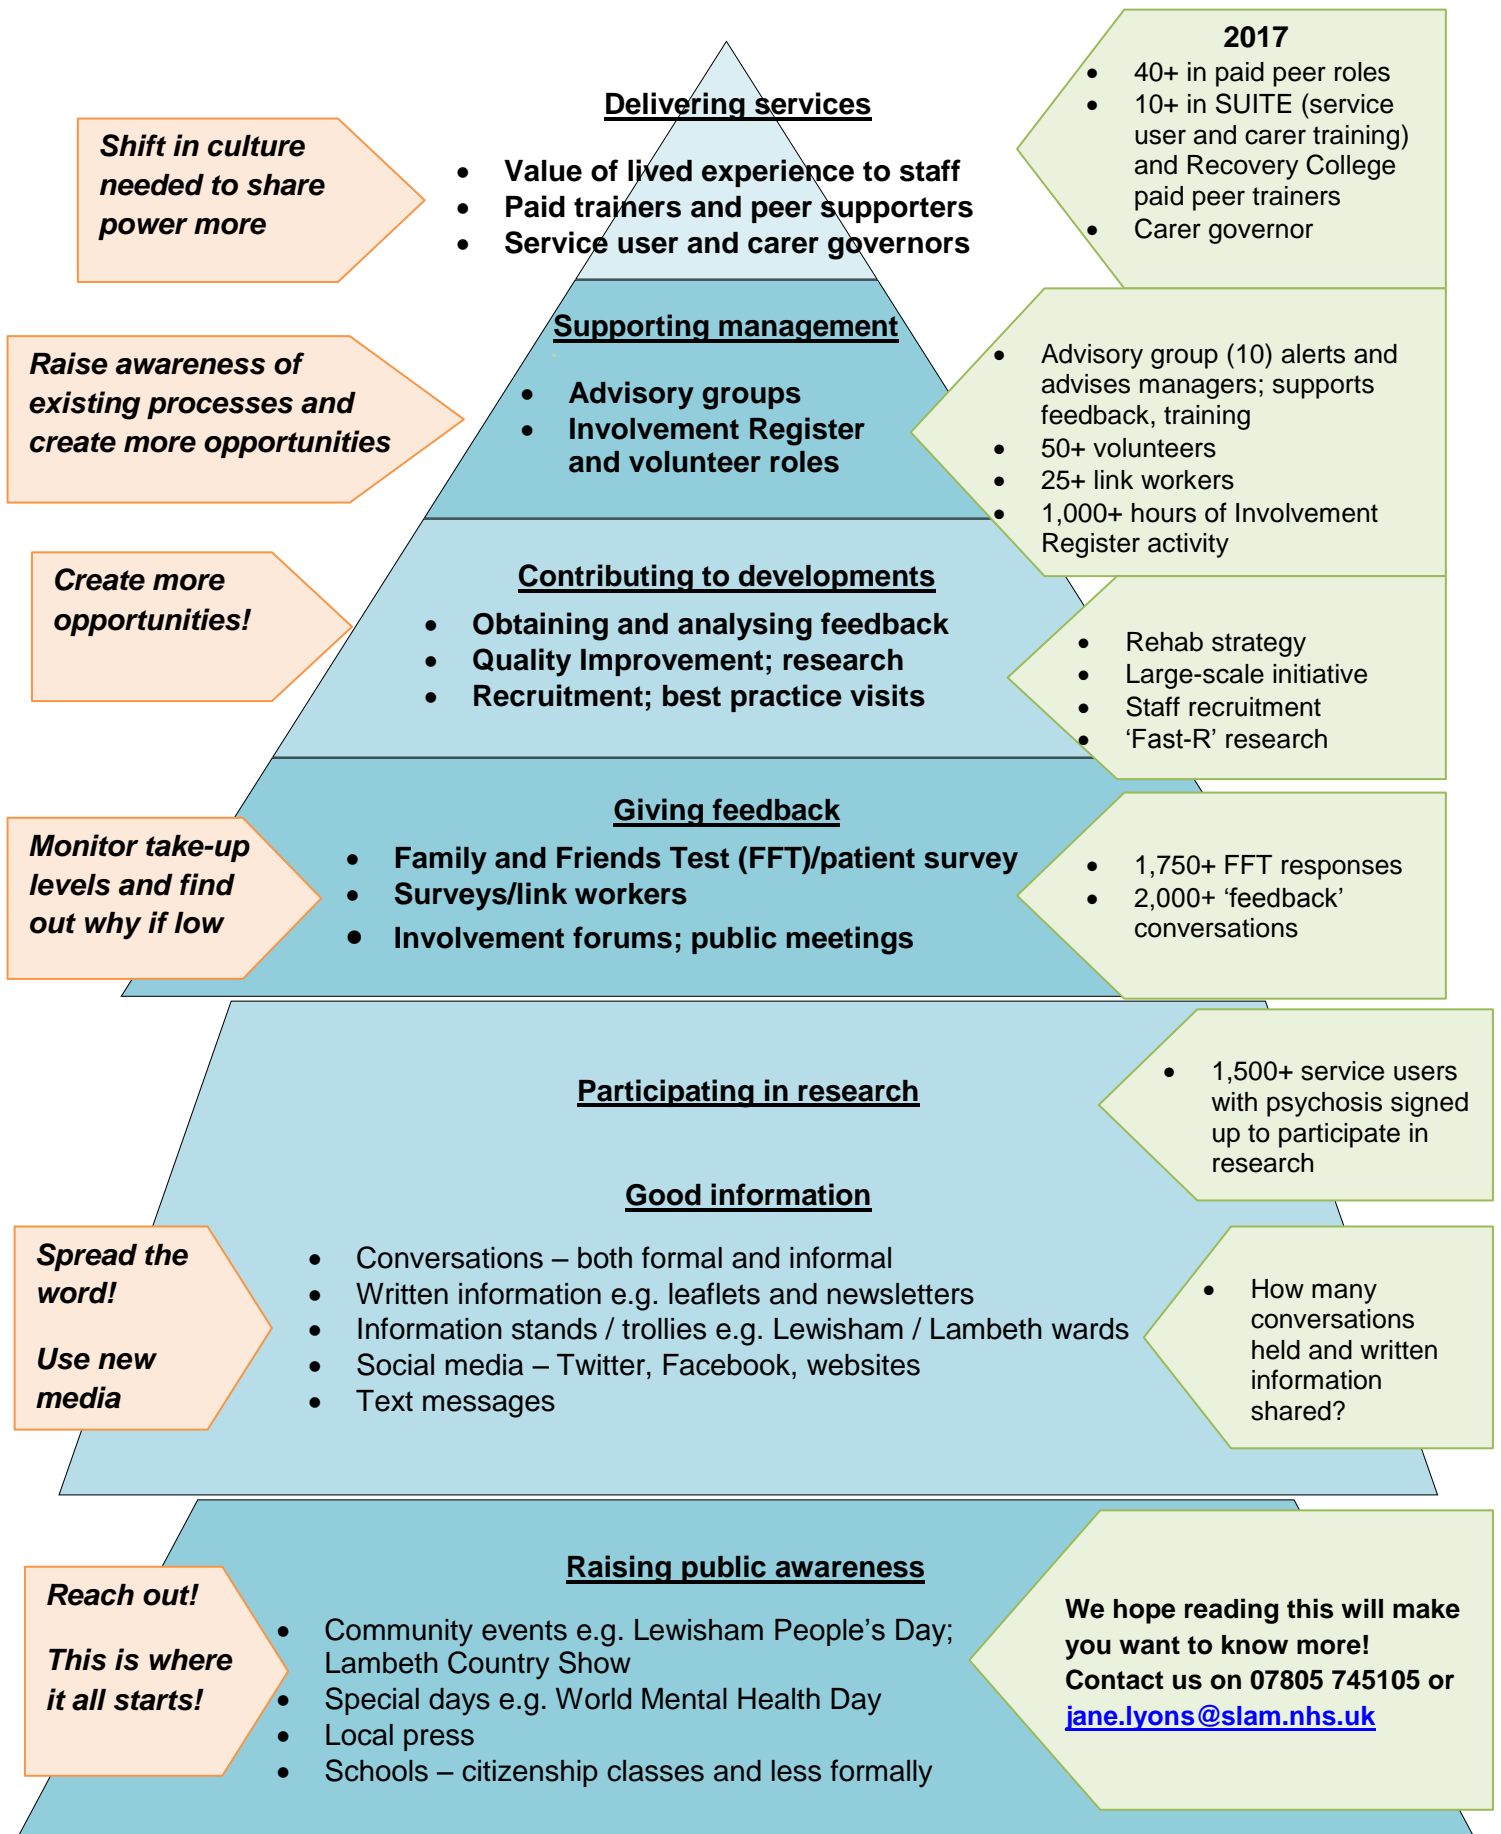 2017
• 40+ in paid peer roles
• 10+ in SUITE (service
user and carer training)
and Recovery College
paid peer trainers
• Carer governor
Delivering services
• Value of lived experience to staff
• Paid trainers and peer supporters
• Service user and carer governors
Shift in culture
needed to share
power more
Supporting management
• Advisory groups
• Involvement Register
and volunteer roles
Raise awareness of
existing processes and
create more opportunities
• Advisory group (10) alerts and
advises managers; supports
feedback, training
• 50+ volunteers
• 25+ link workers
• 1,000+ hours of Involvement
Register activity
Create more
opportunities!
Contributing to developments
• Obtaining and analysing feedback
• Quality Improvement; research
• Recruitment; best practice visits
• Rehab strategy
• Large-scale initiative
• Staff recruitment
• ‘Fast-R’ research
Giving feedback
• Family and Friends Test (FFT)/patient survey
• Surveys/link workers
• Involvement forums; public meetings
Monitor take-up
levels and find
out why if low
• 1,750+ FFT responses
• 2,000+ ‘feedback’
conversations
Participating in research
• 1,500+ service users
with psychosis signed
up to participate in
research
Good information
• Conversations – both formal and informal
• Written information e.g. leaflets and newsletters
• Information stands / trollies e.g. Lewisham / Lambeth wards
• Social media – Twitter, Facebook, websites
• Text messages
Spread the
word!
Use new
media
• How many
conversations
held and written
information
shared?
Raising public awareness
• Community events e.g. Lewisham People’s Day;
Lambeth Country Show
• Special days e.g. World Mental Health Day
• Local press
• Schools – citizenship classes and less formally
Reach out!
This is where
it all starts!
We hope reading this will make
you want to know more!
Contact us on 07805 745105 or
jane.lyons@slam.nhs.uk